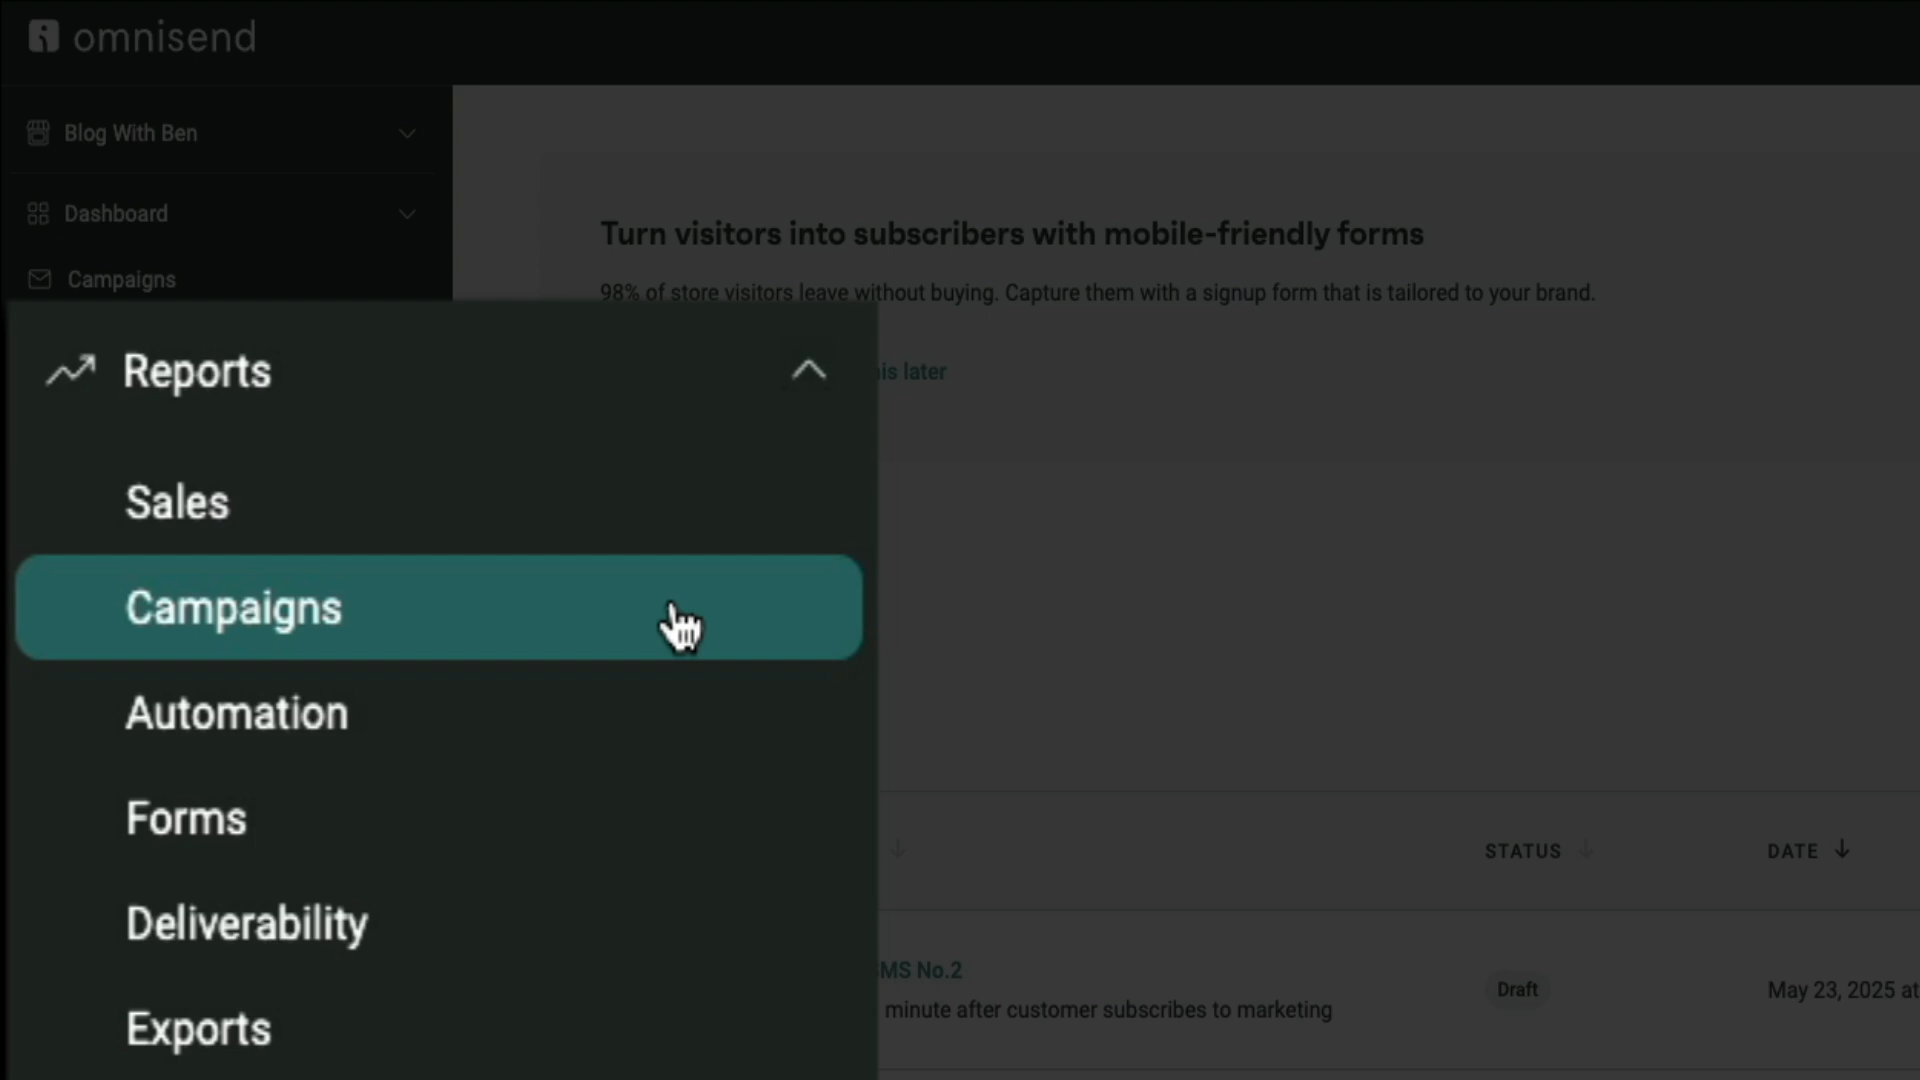 omnisend
Blog With Ben
Dashboard
Campaigns
Turn visitors into subscribers with mobile-friendly forms
98% of store visitors leave without buying. Capture them with a signup form that is tailored to your brand.
Reports
later
Sales
Campaigns
Automation
Forms
STATUS
DATE
Deliverability
SMS No.2
Draft
May 23, 2025 at
minute after customer subscribes to marketing
Exports